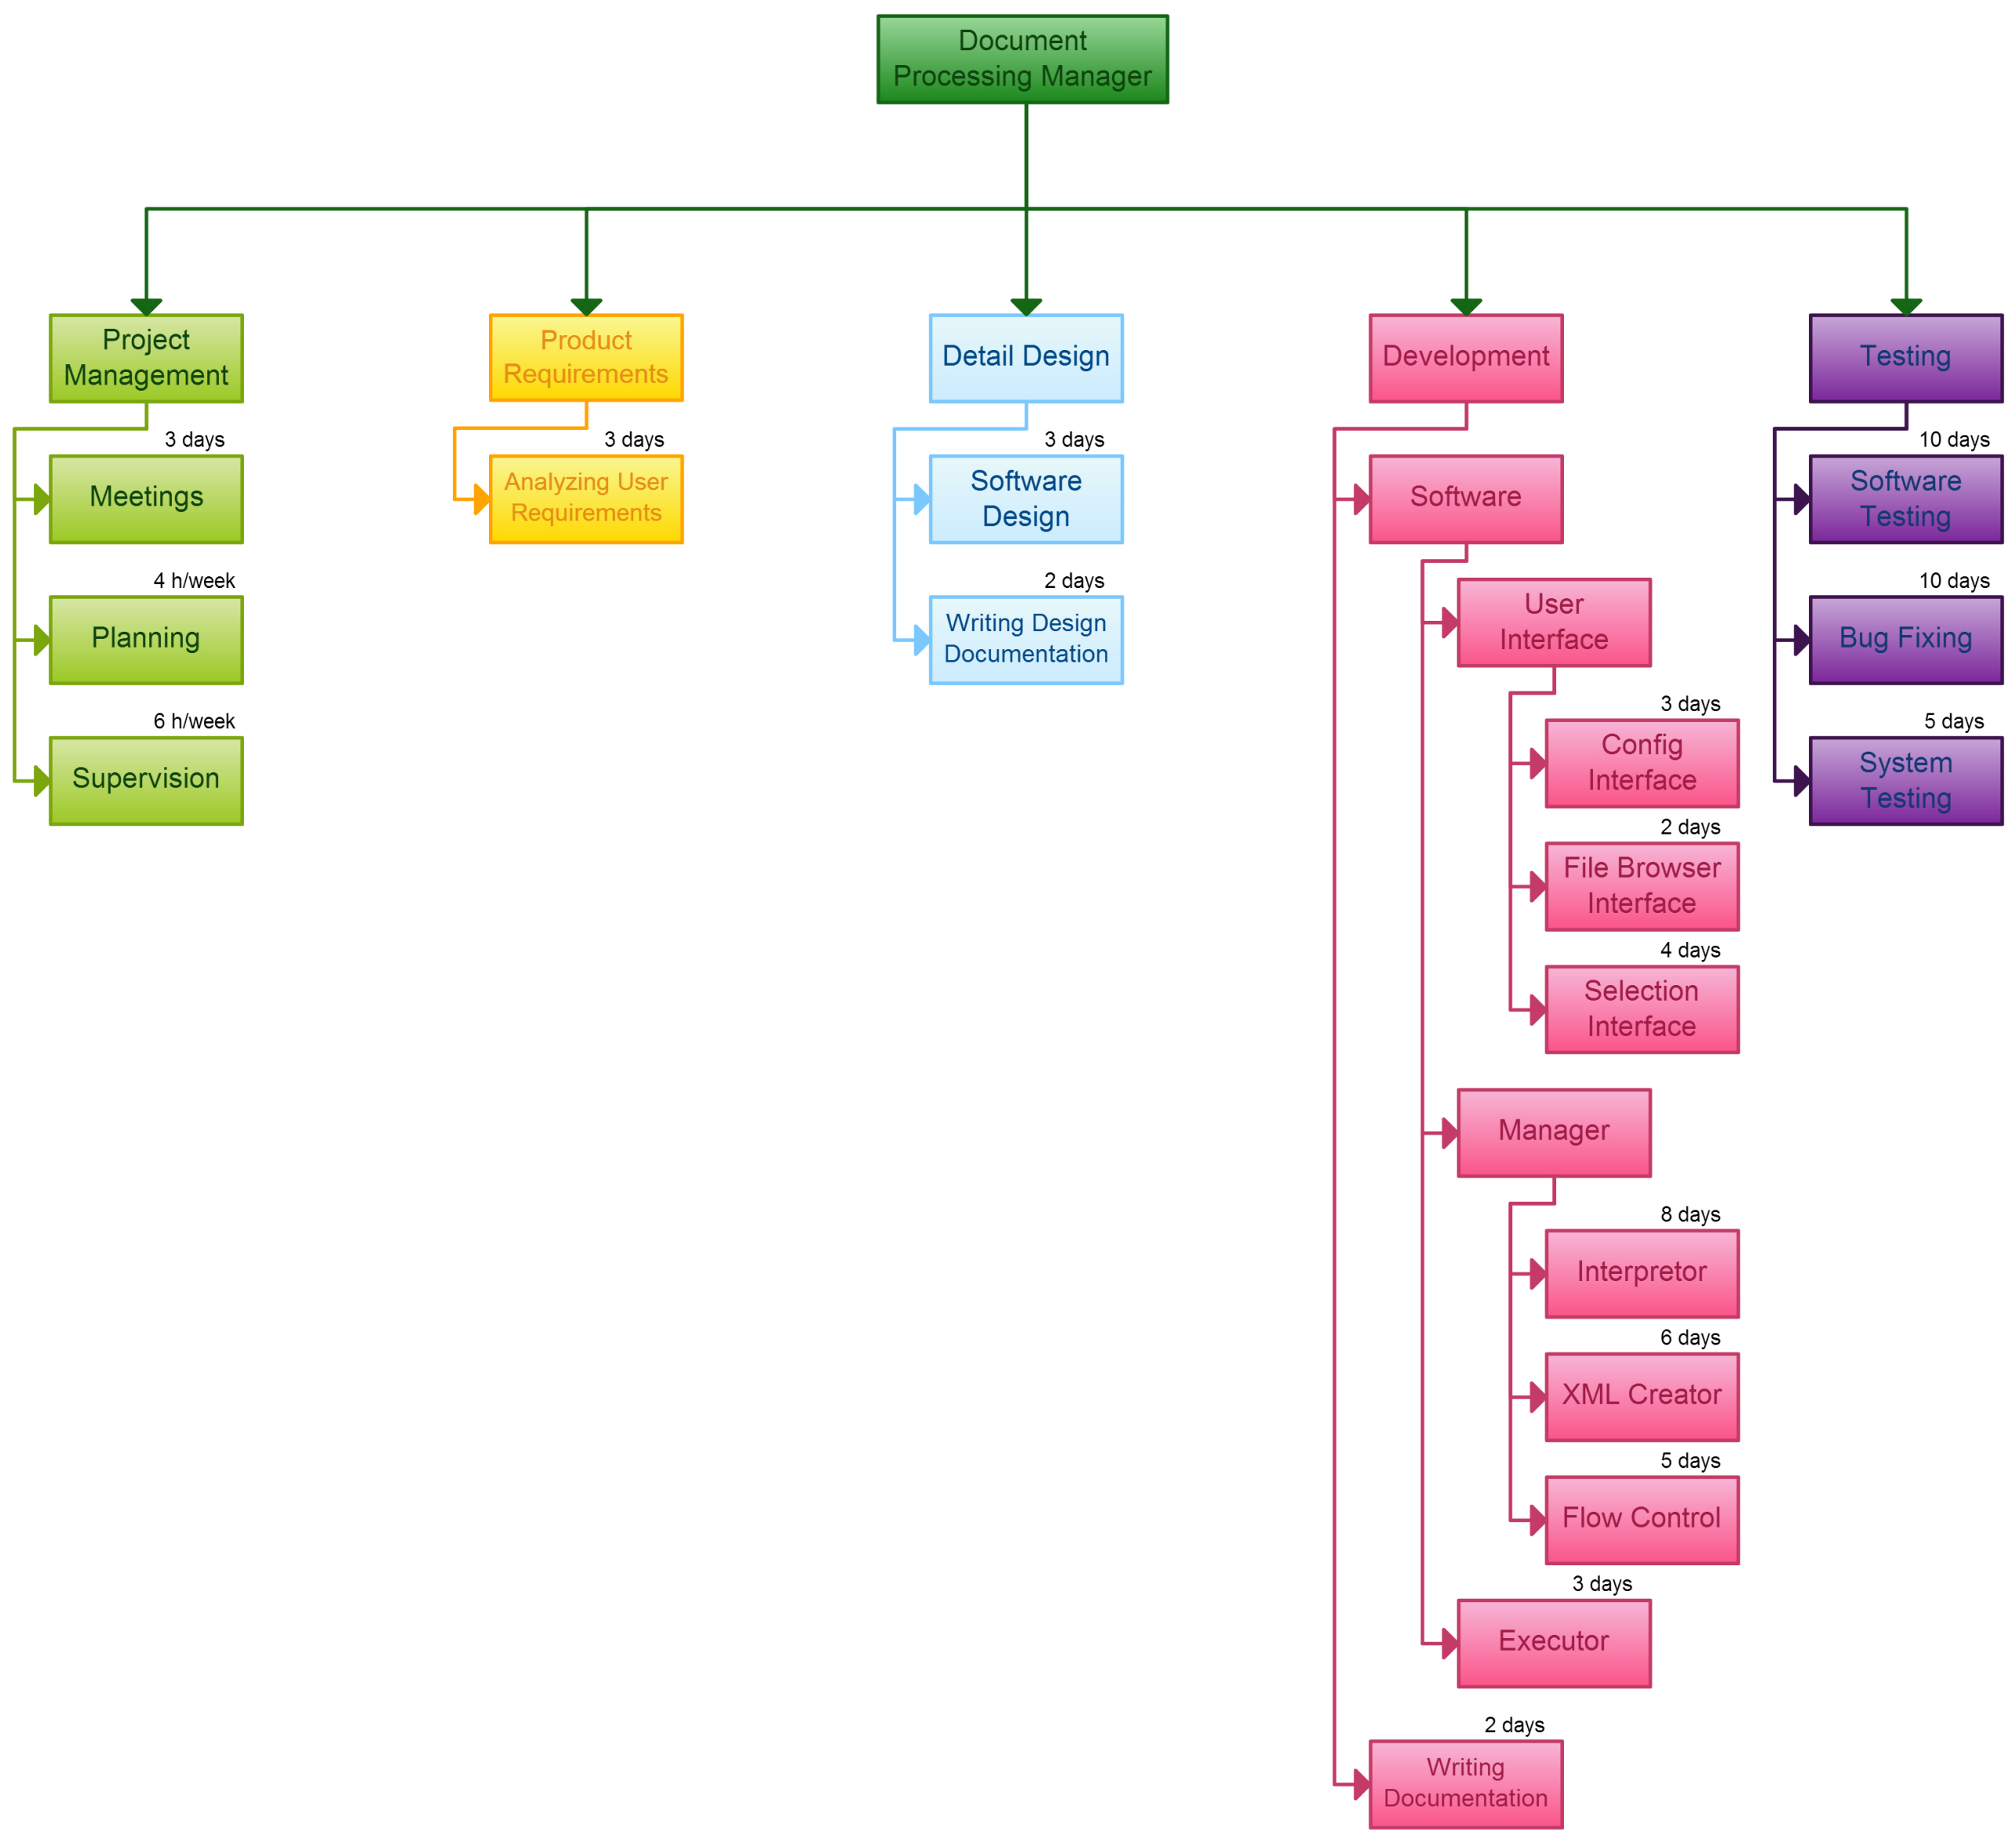 Document
Processing Manager
Project
Management
3 days
Meetings
4 h/week
Planning
6 h/week
Supervision
Product
Requirements
3 days
Analyzing User
Requirements
Detail Design
3 days
Software
Design
2 days
Writing Design
Documentation
Development
Software
User
Interface
3 days
Config
Interface
2 days
File Browser
Interface
4 days
Selection
Interface
Manager
8 days
Interpretor
6 days
XML Creator
5 days
Flow Control
3 days
Executor
2 days
Writing
Documentation
Testing
10 days
Software
Testing
10 days
Bug Fixing
5 days
System
Testing